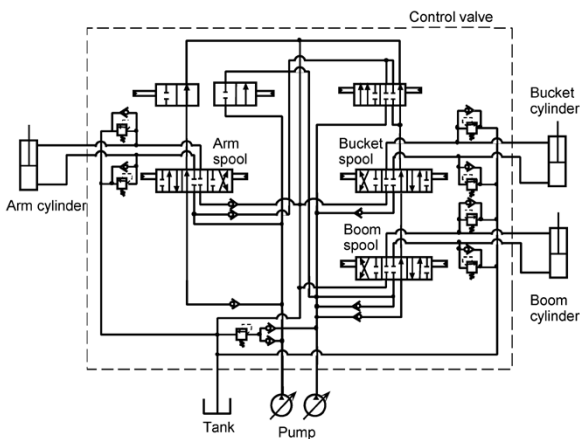 Control valve
Bucket
cylinder
Arm
spool
Bucket
spool
Arm cylinder
Boom
spool
Boom
cylinder
Tank
Pump